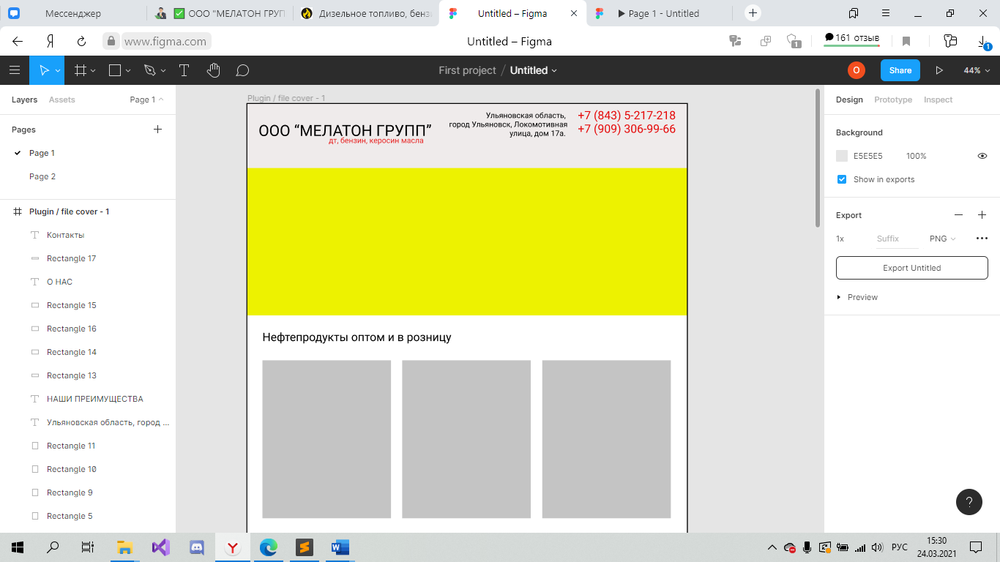 Мессенджер
ООО "МЕЛАТОН ГРУП
Дизельное топливо, бенз
Untitled – Figma
Page 1 - Untitled
Я
www.figma.com
Untitled – Figma
1
161 отзыв
1
First project / Untitled
O
Share
44%
Layers
Assets
Page 1
Pages
Page 1
Page 2
Plugin / file cover - 1
Контакты
Rectangle 17
О НАС
Rectangle 15
Rectangle 16
Rectangle 14
Rectangle 13
НАШИ ПРЕИМУЩЕСТВА
Ульяновская область, город ...
Rectangle 11
Rectangle 10
Rectangle 9
Rectangle 5
Plugin / file cover - 1
ООО “МЕЛАТОН ГРУПП”
дт, бензин, керосин масла
Ульяновская область,
город Ульяновск, Локомотивная
улица, дом 17а.
+7 (843) 5-217-218
+7 (909) 306-99-66
Нефтепродукты оптом и в розницу
Design
Prototype
Inspect
Background
E5E5E5
100%
Show in exports
Export
1x
Suffix
PNG
Export Untitled
Preview
?
РУС
15:30
24.03.2021